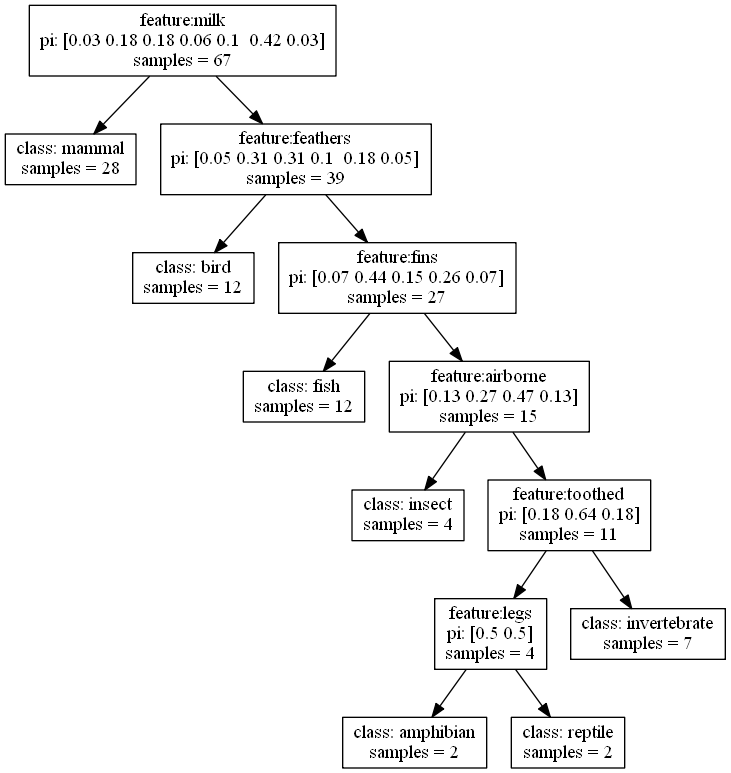 feature:milk
pi: [0.03 0.18 0.18 0.06 0.1  0.42 0.03]
samples = 67
class: mammal
samples = 28
feature:feathers
pi: [0.05 0.31 0.31 0.1  0.18 0.05]
samples = 39
class: bird
samples = 12
feature:fins
pi: [0.07 0.44 0.15 0.26 0.07]
samples = 27
class: fish
samples = 12
feature:airborne
pi: [0.13 0.27 0.47 0.13]
samples = 15
class: insect
samples = 4
feature:toothed
pi: [0.18 0.64 0.18]
samples = 11
feature:legs
pi: [0.5 0.5]
samples = 4
class: invertebrate
samples = 7
class: amphibian
samples = 2
class: reptile
samples = 2